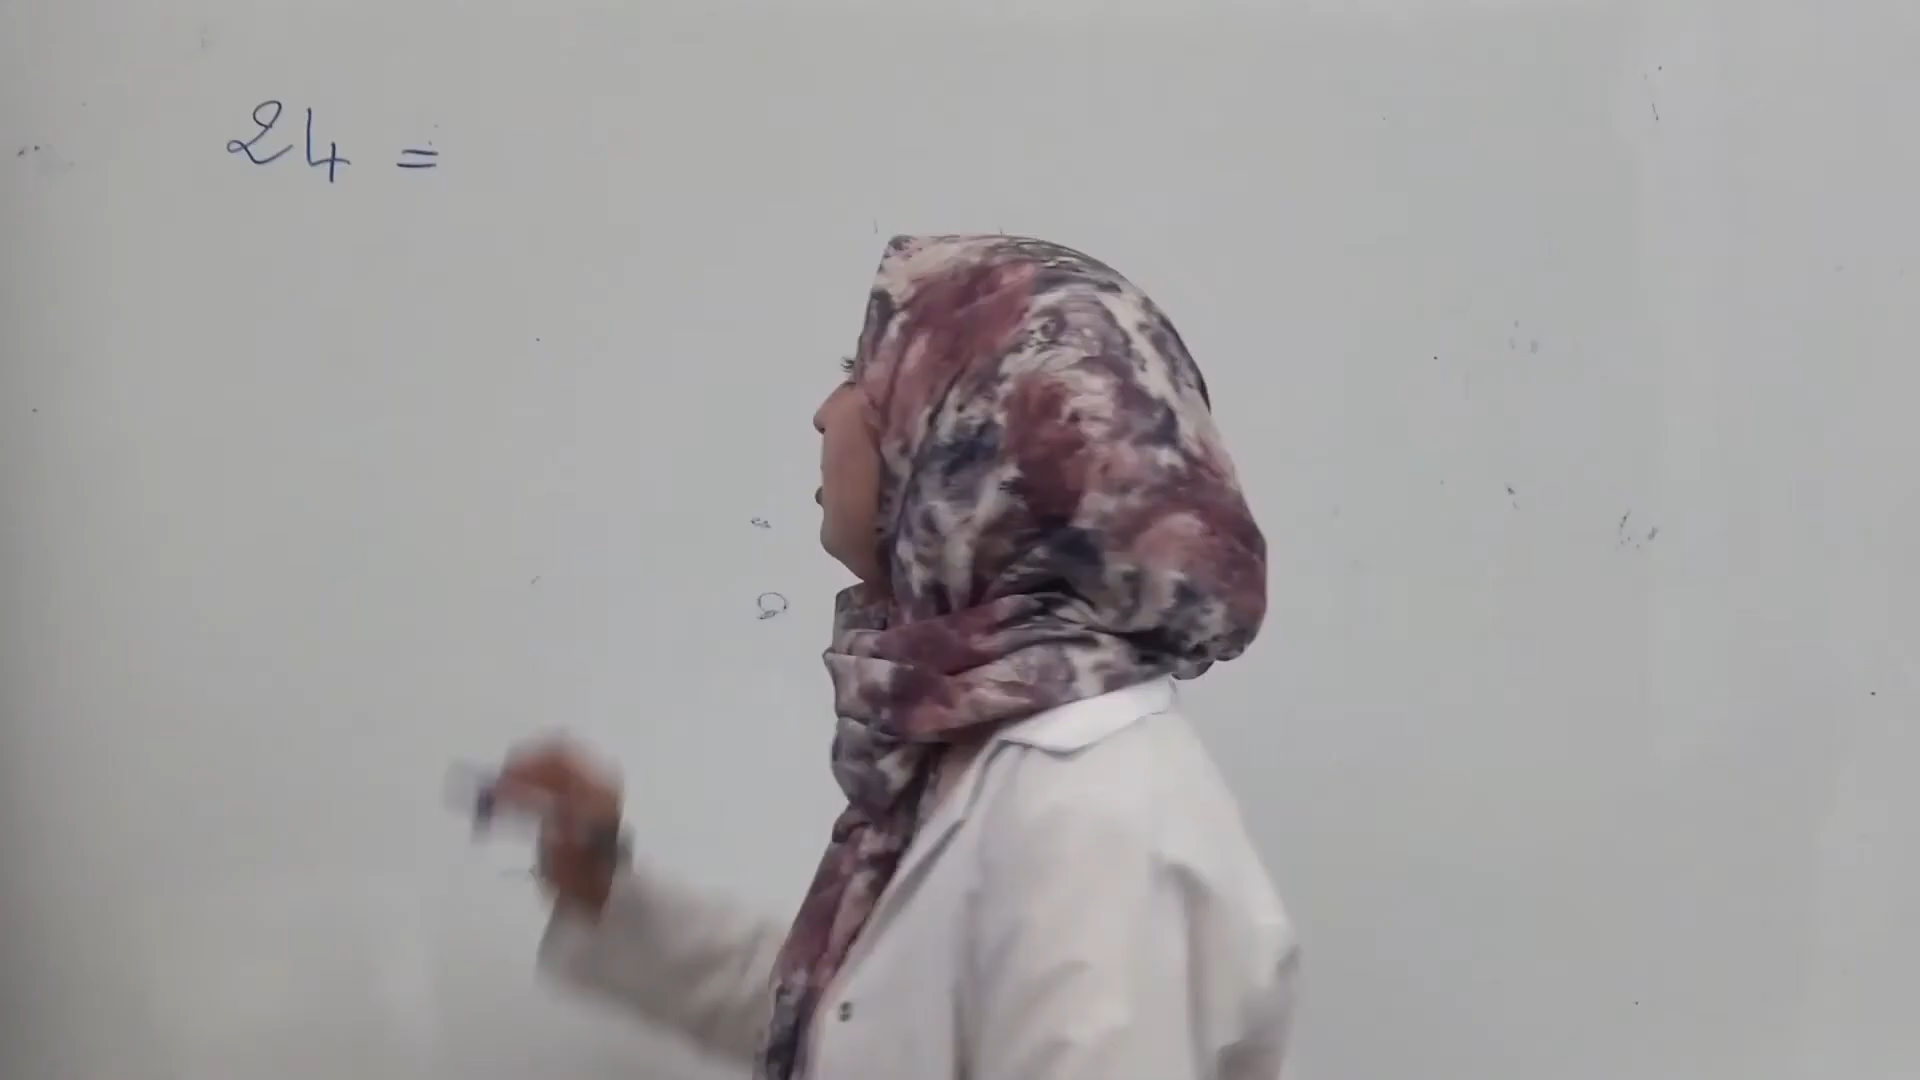 24 =